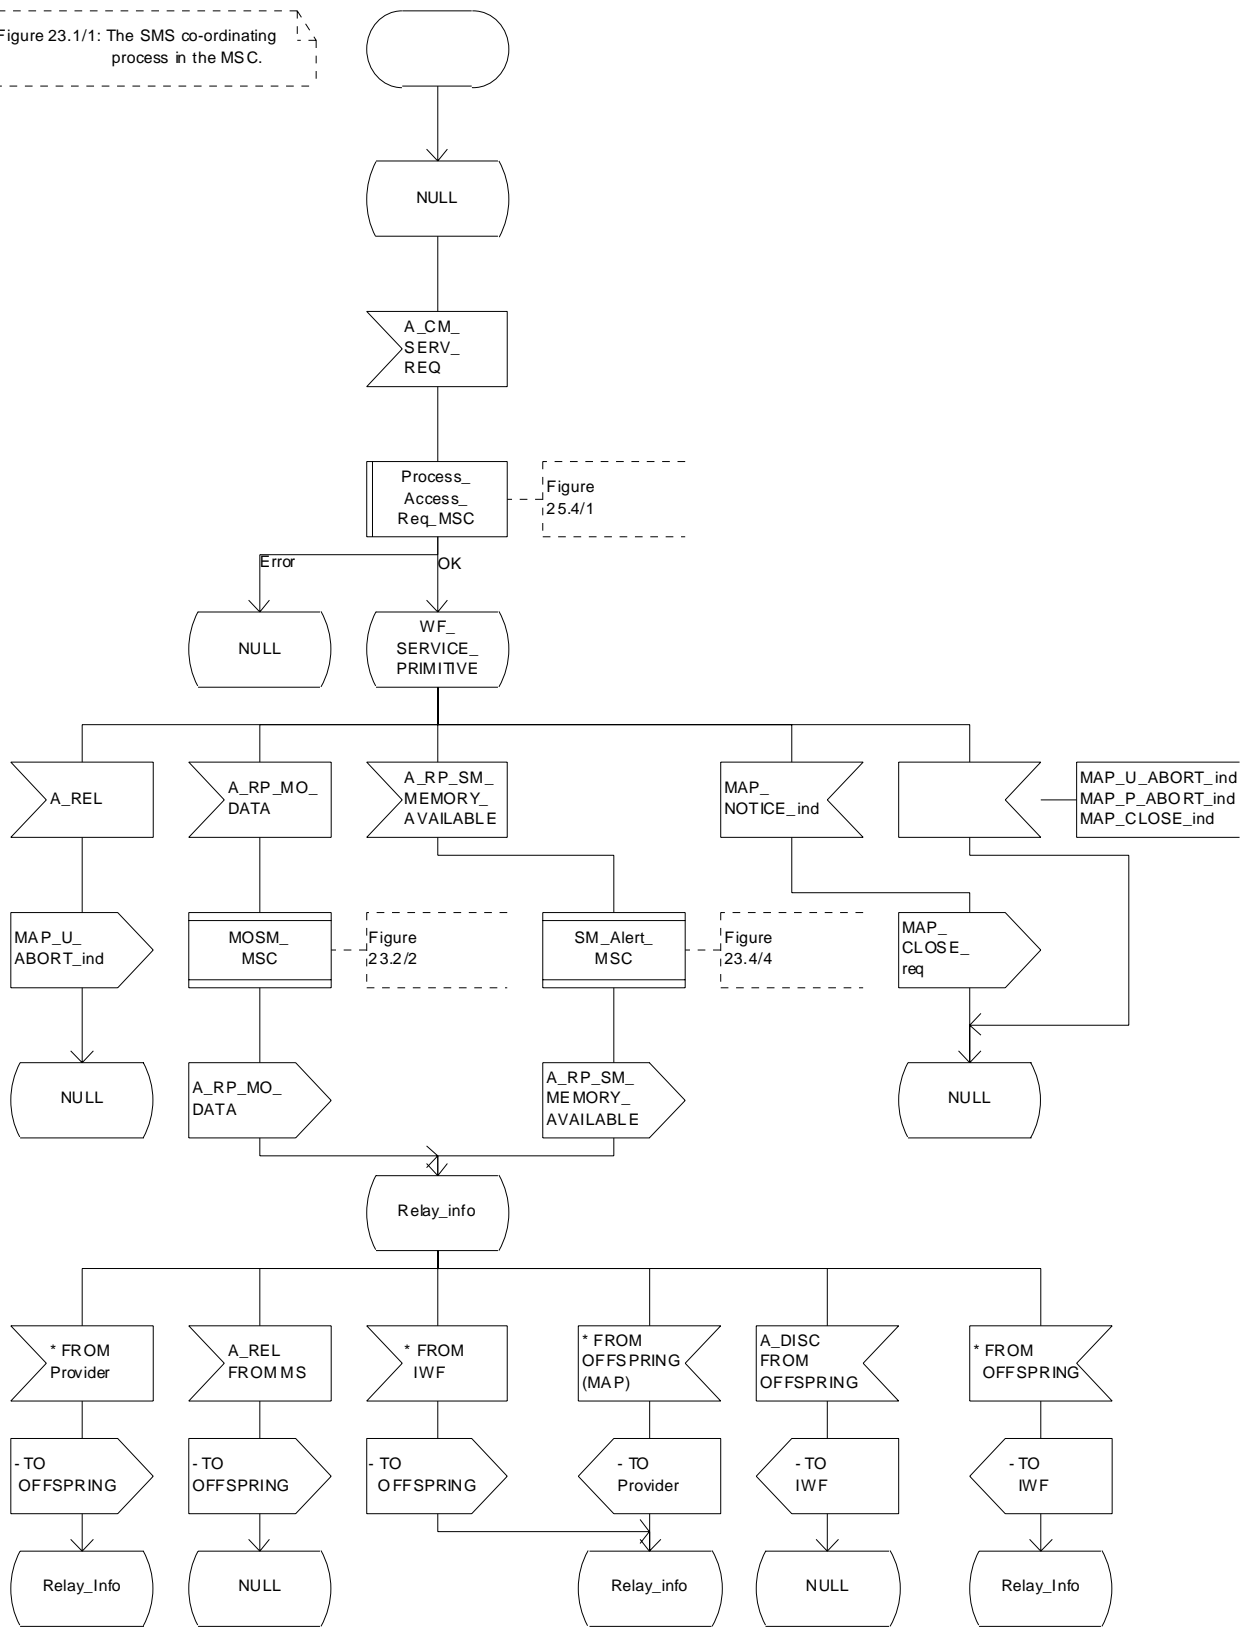 Figure 23.1/1: The SMS co-ordinating
process in the MSC.
NULL
A_CM_
SERV_
REQ
Process_
Access_
Req_MSC
Figure
25.4/1
Error
OK
NULL
WF_
SERVICE_
PRIMITIVE
A_REL
A_RP_MO_
DATA
A_RP_SM_
MEMORY_
AVAILABLE
MAP_
NOTICE_ind
MAP_U_ABORT_ind
MAP_P_ABORT_ind
MAP_CLOSE_ind
MAP_U_
ABORT_ind
MOSM_
MSC
Figure
23.2/2
SM_Alert_
MSC
Figure
23.4/4
MAP_
CLOSE_
req
NULL
A_RP_MO_
DATA
A_RP_SM_
MEMORY_
AVAILABLE
NULL
Relay_info
* FROM
Provider
A_REL
FROM MS
* FROM
IWF
* FROM
OFFSPRING
(MAP)
A_DISC
FROM
OFFSPRING
* FROM
OFFSPRING
- TO
OFFSPRING
- TO
OFFSPRING
- TO
OFFSPRING
- TO
Provider
- TO
IWF
- TO
IWF
Relay_Info
NULL
Relay_info
NULL
Relay_Info